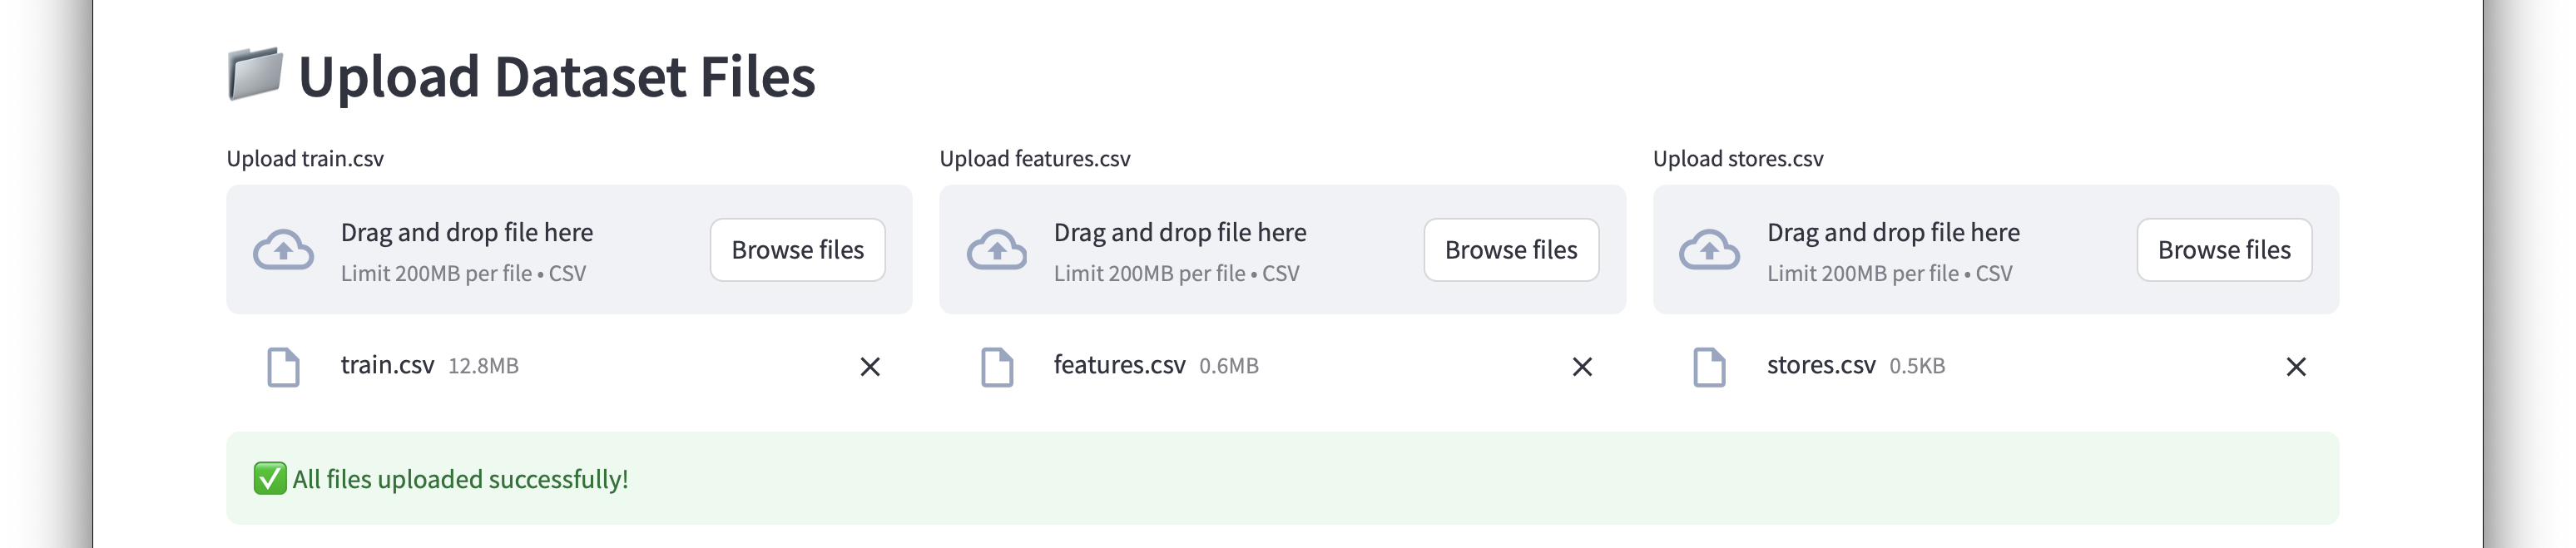 Upload Dataset Files
Upload train.csv
Drag and drop file here
Limit 200MB per file • CSV
Browse files
train.csv 12.8MB
Upload features.csv
Drag and drop file here
Limit 200MB per file • CSV
Browse files
features.csv 0.6MB
Upload stores.csv
Drag and drop file here
Limit 200MB per file • CSV
Browse files
stores.csv 0.5KB
All files uploaded successfully!